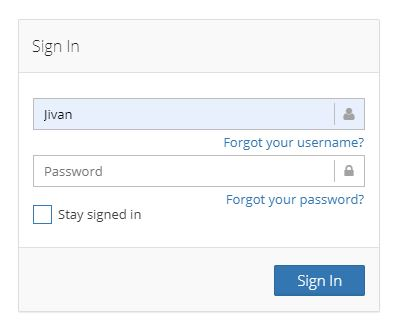 Sign In
Jivan
Forgot your username?
Password
Forgot your password?
Stay signed in
Sign In